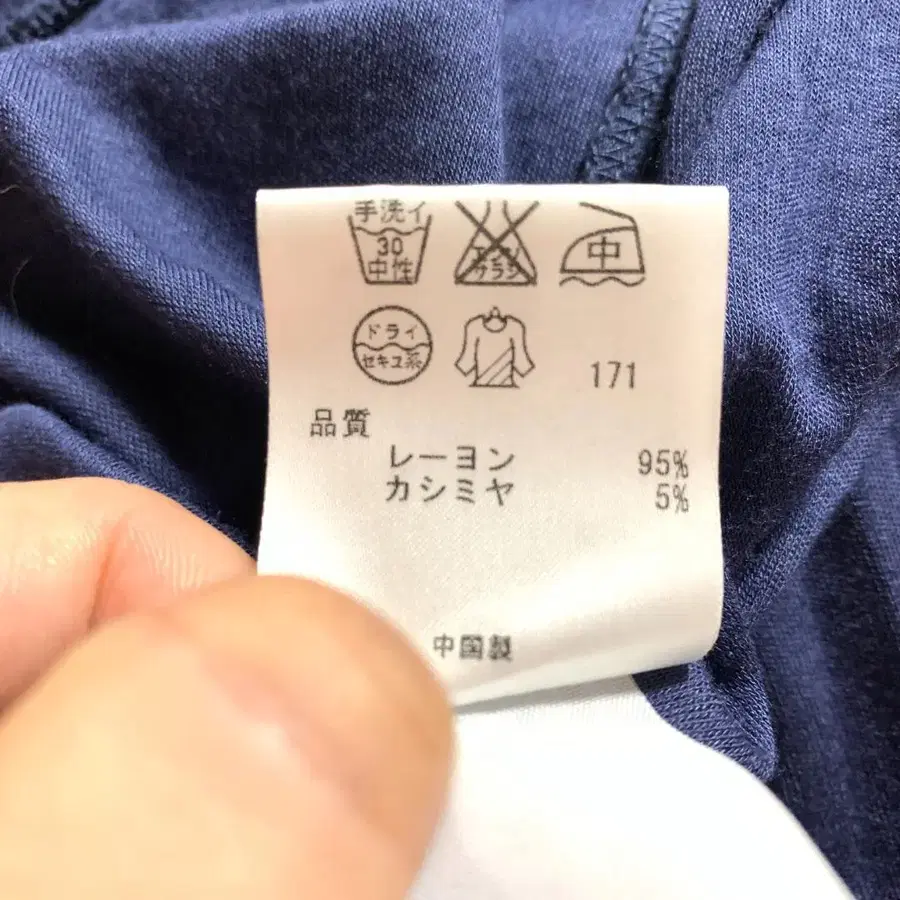 手洗イ
30
中性
エンソ
サラシ
中
ドライ
セキユ系
171
品質
レーヨン 95%
カシミヤ 5%
中国製